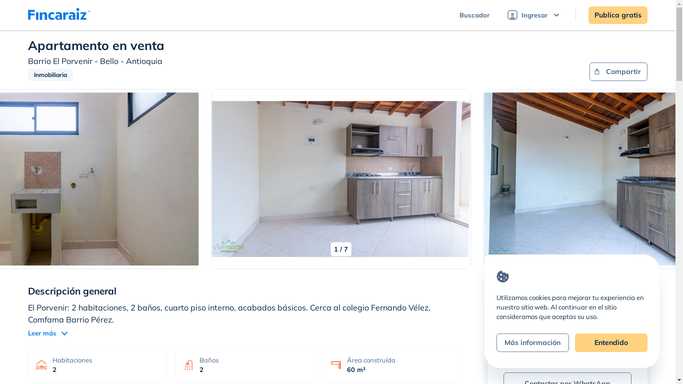 Fincaraiz
Buscador
Ingresar
Publica gratis
Apartamento en venta
Barrio El Porvenir - Bello - Antioquia
Inmobiliaria
Compartir
1 / 7
Descripción general
El Porvenir: 2 habitaciones, 2 baños, cuarto piso interno, acabados básicos. Cerca al colegio Fernando Vélez,
Comfama Barrio Pérez.
Leer más
Habitaciones
2
Baños
2
Área construida
60 m²
Utilizamos cookies para mejorar tu experiencia en
nuestro sitio web. Al continuar en el sitio
consideramos que aceptas su uso.
Más información
Entendido
Contactar por WhatsApp